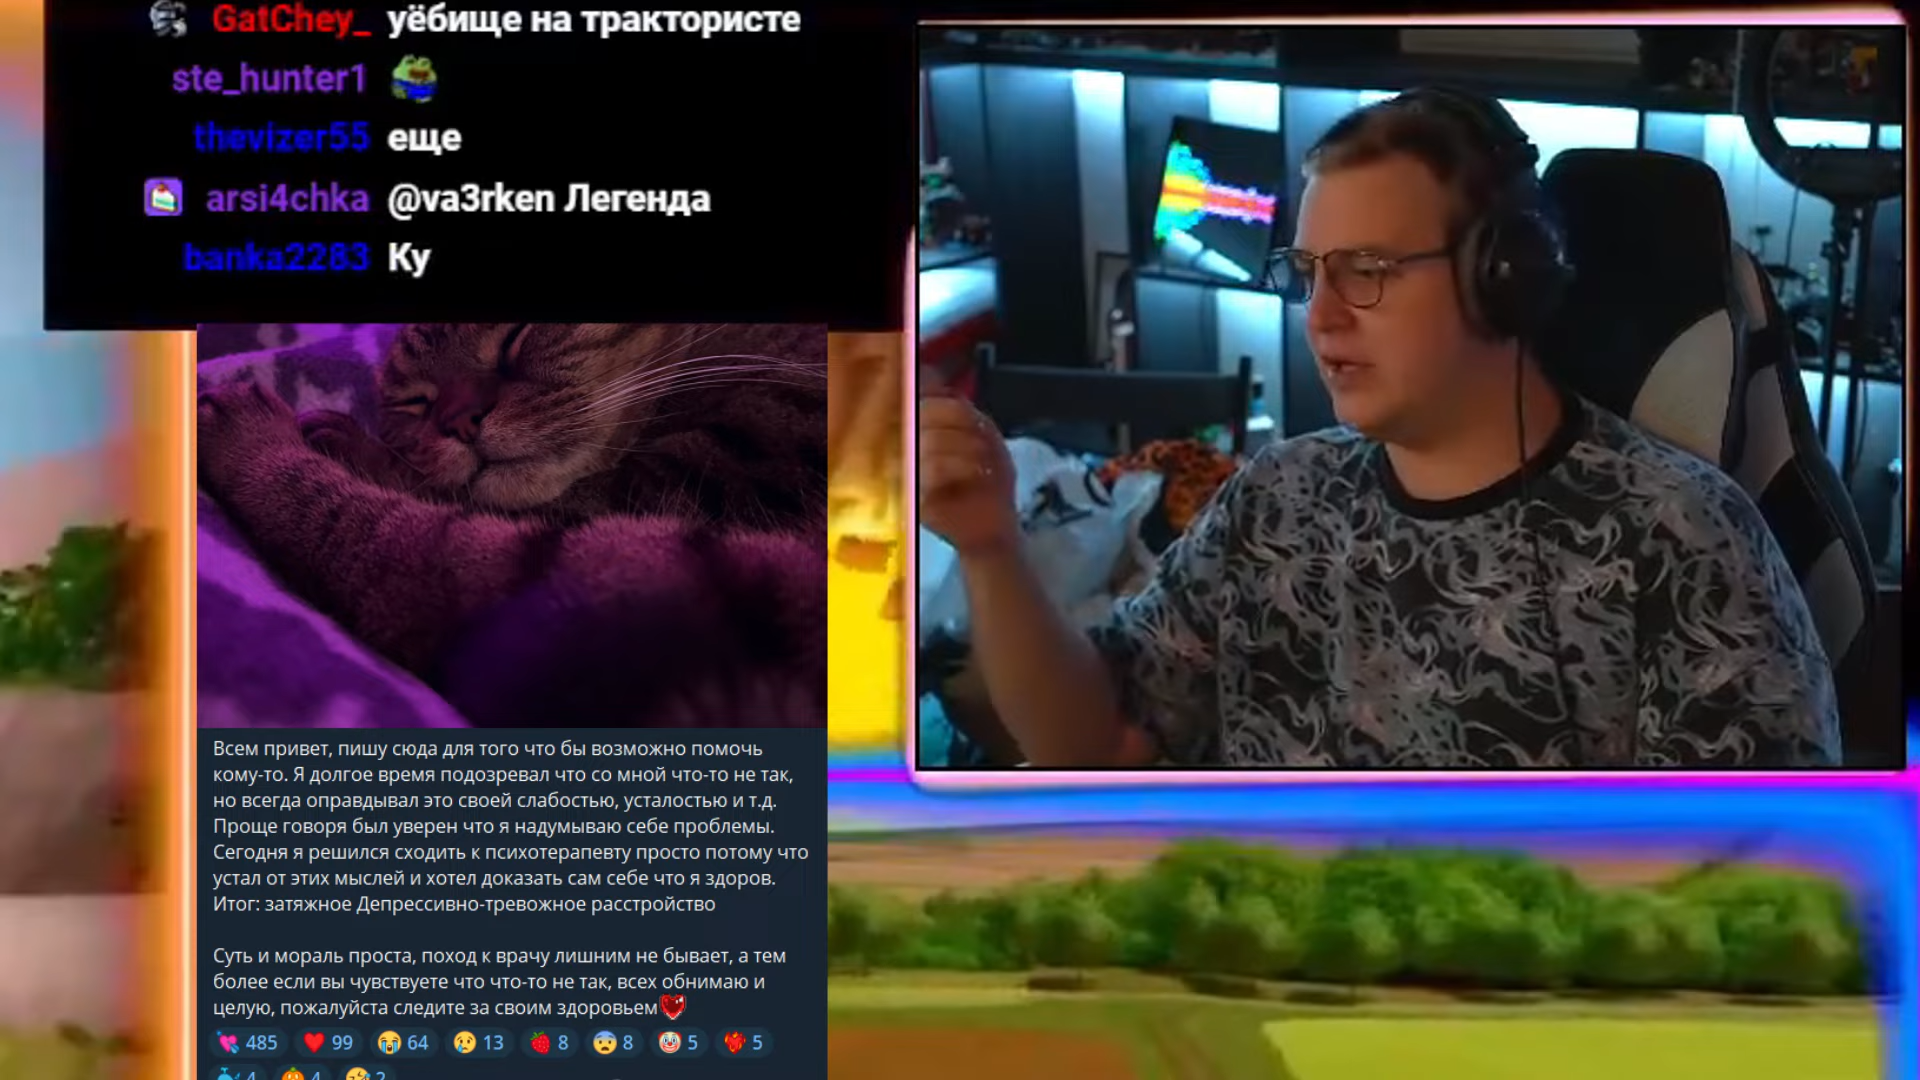 GatChey_ уёбище на трактористе
ste_hunter1
thevizer55 еще
arsi4chka @va3rken Легенда
banka2283 Ку
Всем привет, пишу сюда для того что бы возможно помочь
кому-то. Я долгое время подозревал что со мной что-то не так,
но всегда оправдывал это своей слабостью, усталостью и т.д.
Проще говоря был уверен что я надумываю себе проблемы.
Сегодня я решился сходить к психотерапевту просто потому что
устал от этих мыслей и хотел доказать сам себе что я здоров.
Итог: затяжное Депрессивно-тревожное расстройство
Суть и мораль проста, поход к врачу лишним не бывает, а тем
более если вы чувствуете что что-то не так, всех обнимаю и
целую, пожалуйста следите за своим здоровьем
485 99 64 13 8 8 5 5
4 4 2